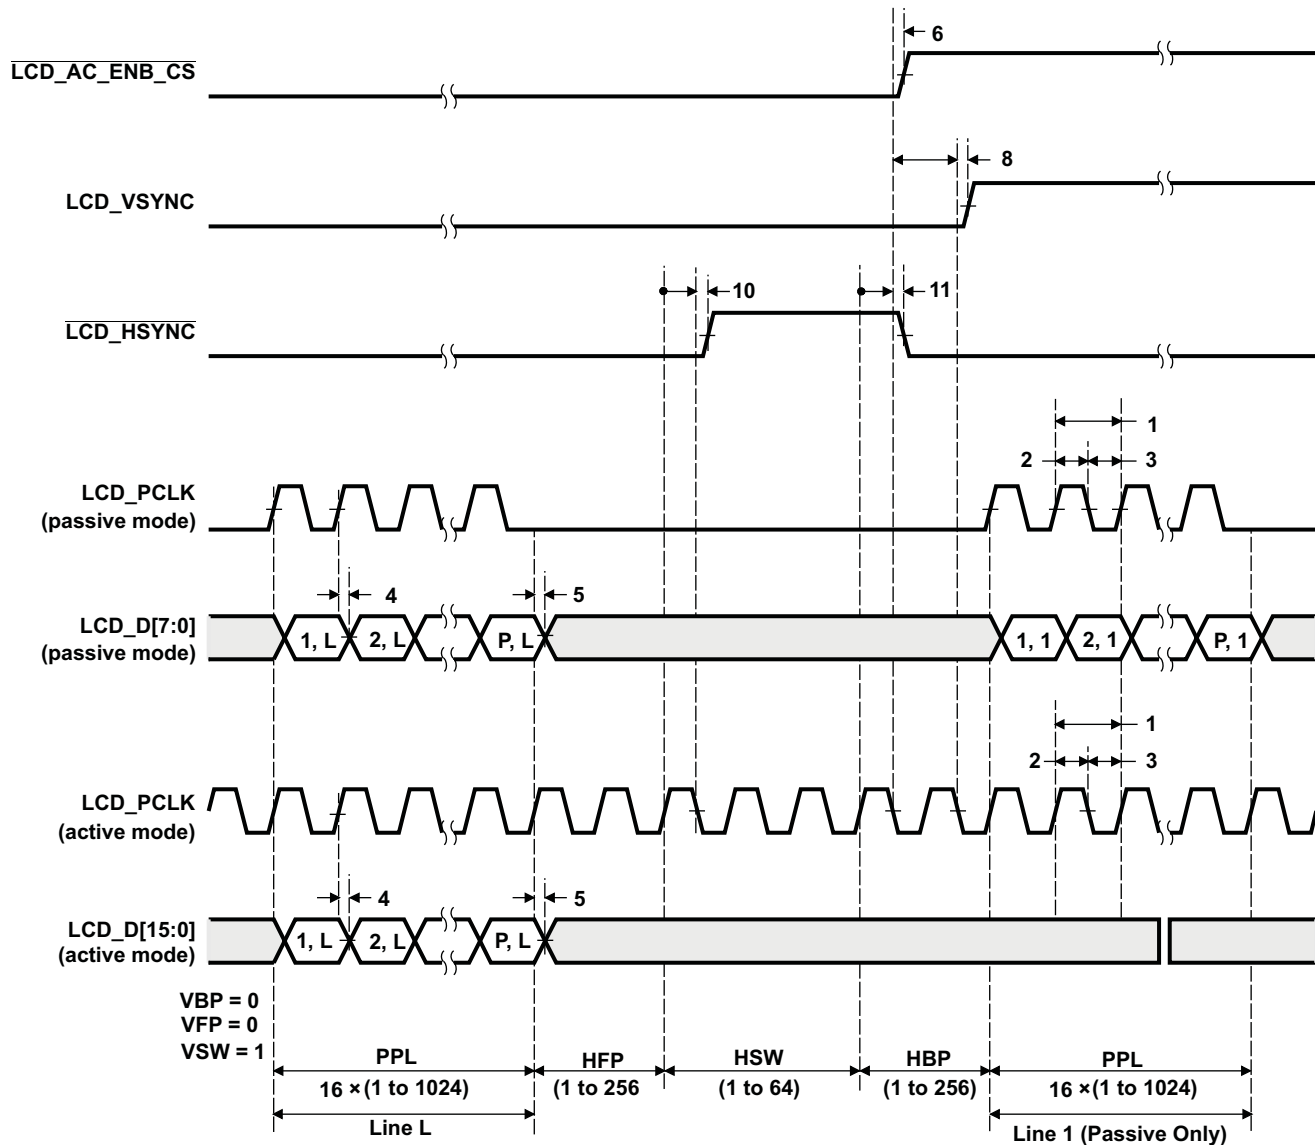 6
LCD_AC_ENB_CS
8
LCD_VSYNC
10
11
LCD_HSYNC
1
2
3
LCD_PCLK
(passive mode)
4
5
LCD_D[7:0]
(passive mode)
1, L
2, L
P, L
1, 1
2, 1
P, 1
1
2
3
LCD_PCLK
(active mode)
4
5
LCD_D[15:0]
(active mode)
1, L
2, L
P, L
VBP = 0
VFP = 0
VSW = 1
PPL
16 ×(1 to 1024)
Line L
HFP
(1 to 256
HSW
(1 to 64)
HBP
(1 to 256)
PPL
16 ×(1 to 1024)
Line 1 (Passive Only)